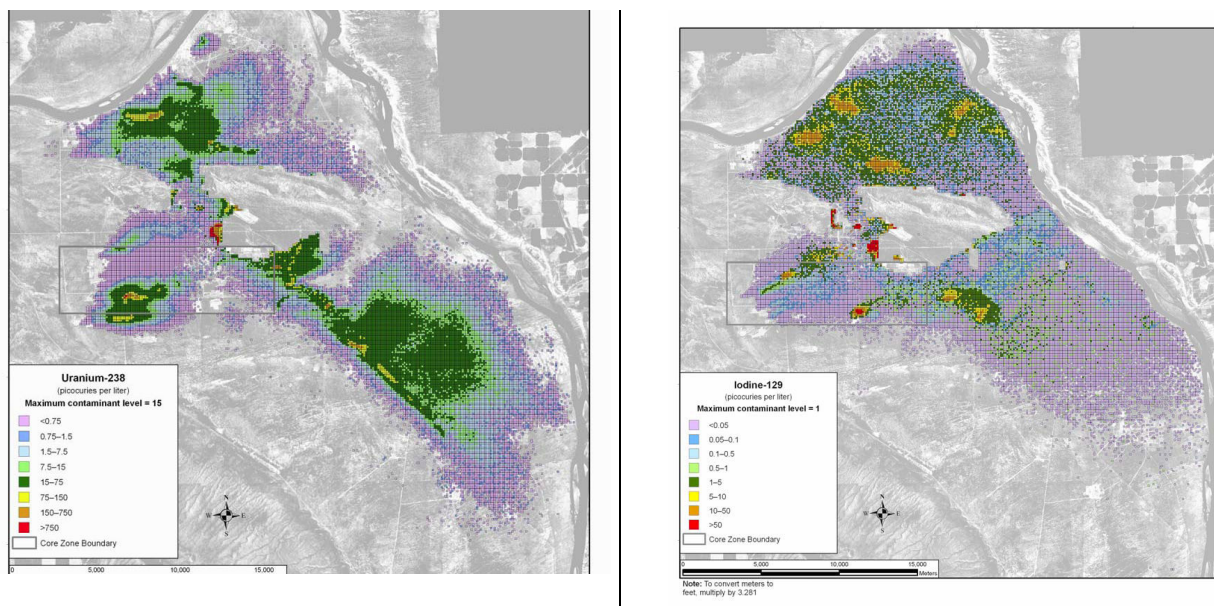 Uranium-238
(picocuries per liter)
Maximum contaminant level = 15
<0.75
0.75–1.5
1.5–7.5
7.5–15
15–75
75–150
150–750
>750
Core Zone Boundary
N
W E
S
0 5,000 10,000 15,000
Iodine-129
(picocuries per liter)
Maximum contaminant level = 1
<0.05
0.05–0.1
0.1–0.5
0.5–1
1–5
5–10
10–50
>50
Core Zone Boundary
N
W E
S
0 5,000 10,000 15,000
Meters
Note: To convert meters to
feet, multiply by 3.281